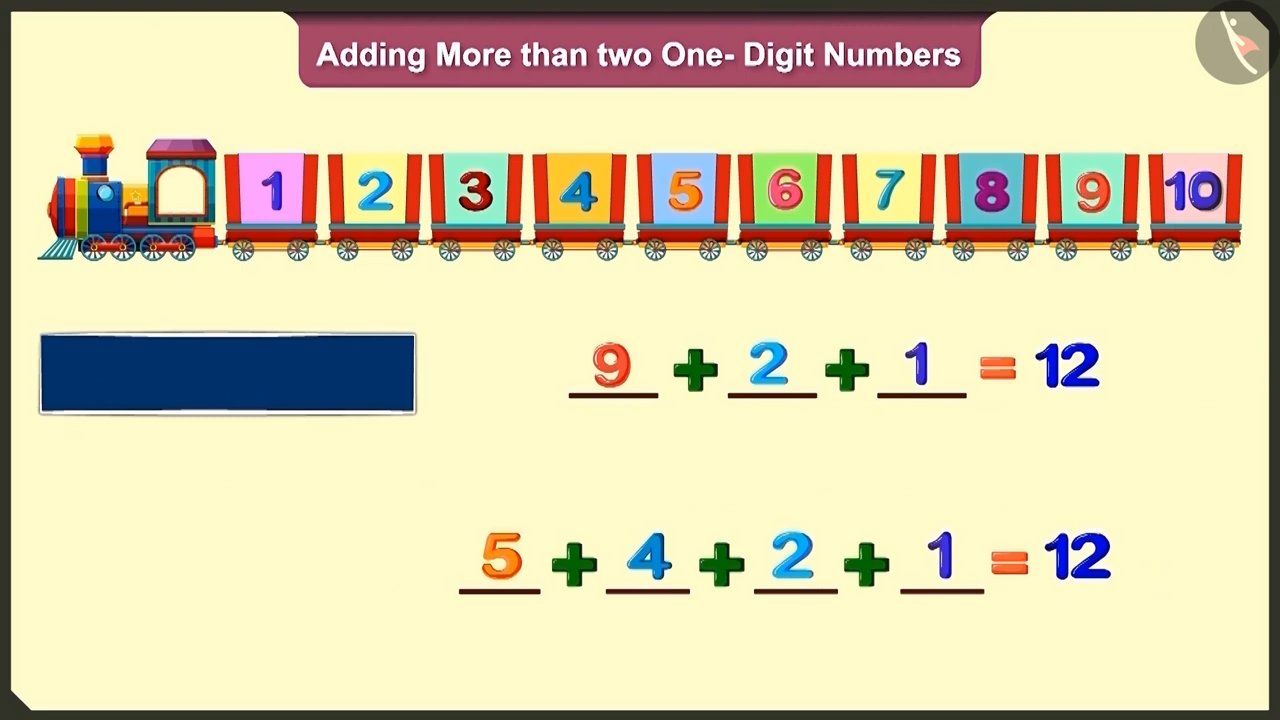 Adding More than two One- Digit Numbers
1 2 3 4 5 6 7 8 9 10
9 + 2 + 1 = 12
5 + 4 + 2 + 1 = 12